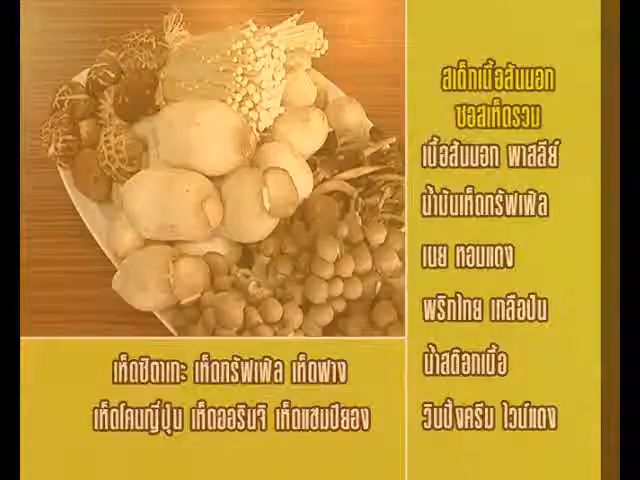 สเต็กเนื้อสันนอก
ซอสเห็ดรวม
เนื้อสันนอก พาสลีย์
น้ำมันเห็ดทรัฟเฟิล
เนย หอมแดง
พริกไทย เกลือป่น
น้ำสต๊อกเนื้อ
วิปปิ้งครีม ไวน์แดง
เห็ดชิตาเกะ เห็ดทรัฟเฟิล เห็ดฟาง
เห็ดโคนญี่ปุ่น เห็ดออรินจิ เห็ดแชมปิยอง